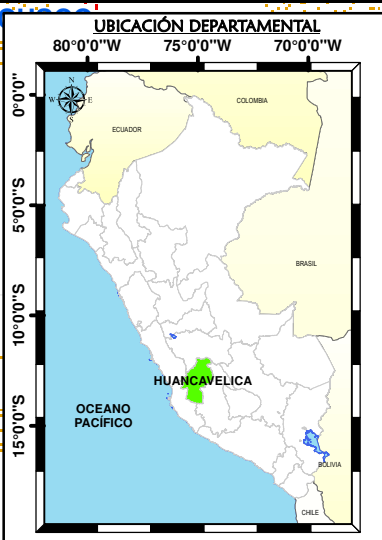 UBICACIÓN DEPARTAMENTAL
80°0'0"W 75°0'0"W 70°0'0"W
0°0'0"
5°0'0"S
10°0'0"S
15°0'0"S
N
W E
S
COLOMBIA
ECUADOR
BRASIL
HUANCAVELICA
OCEANO
PACÍFICO
BOLIVIA
CHILE